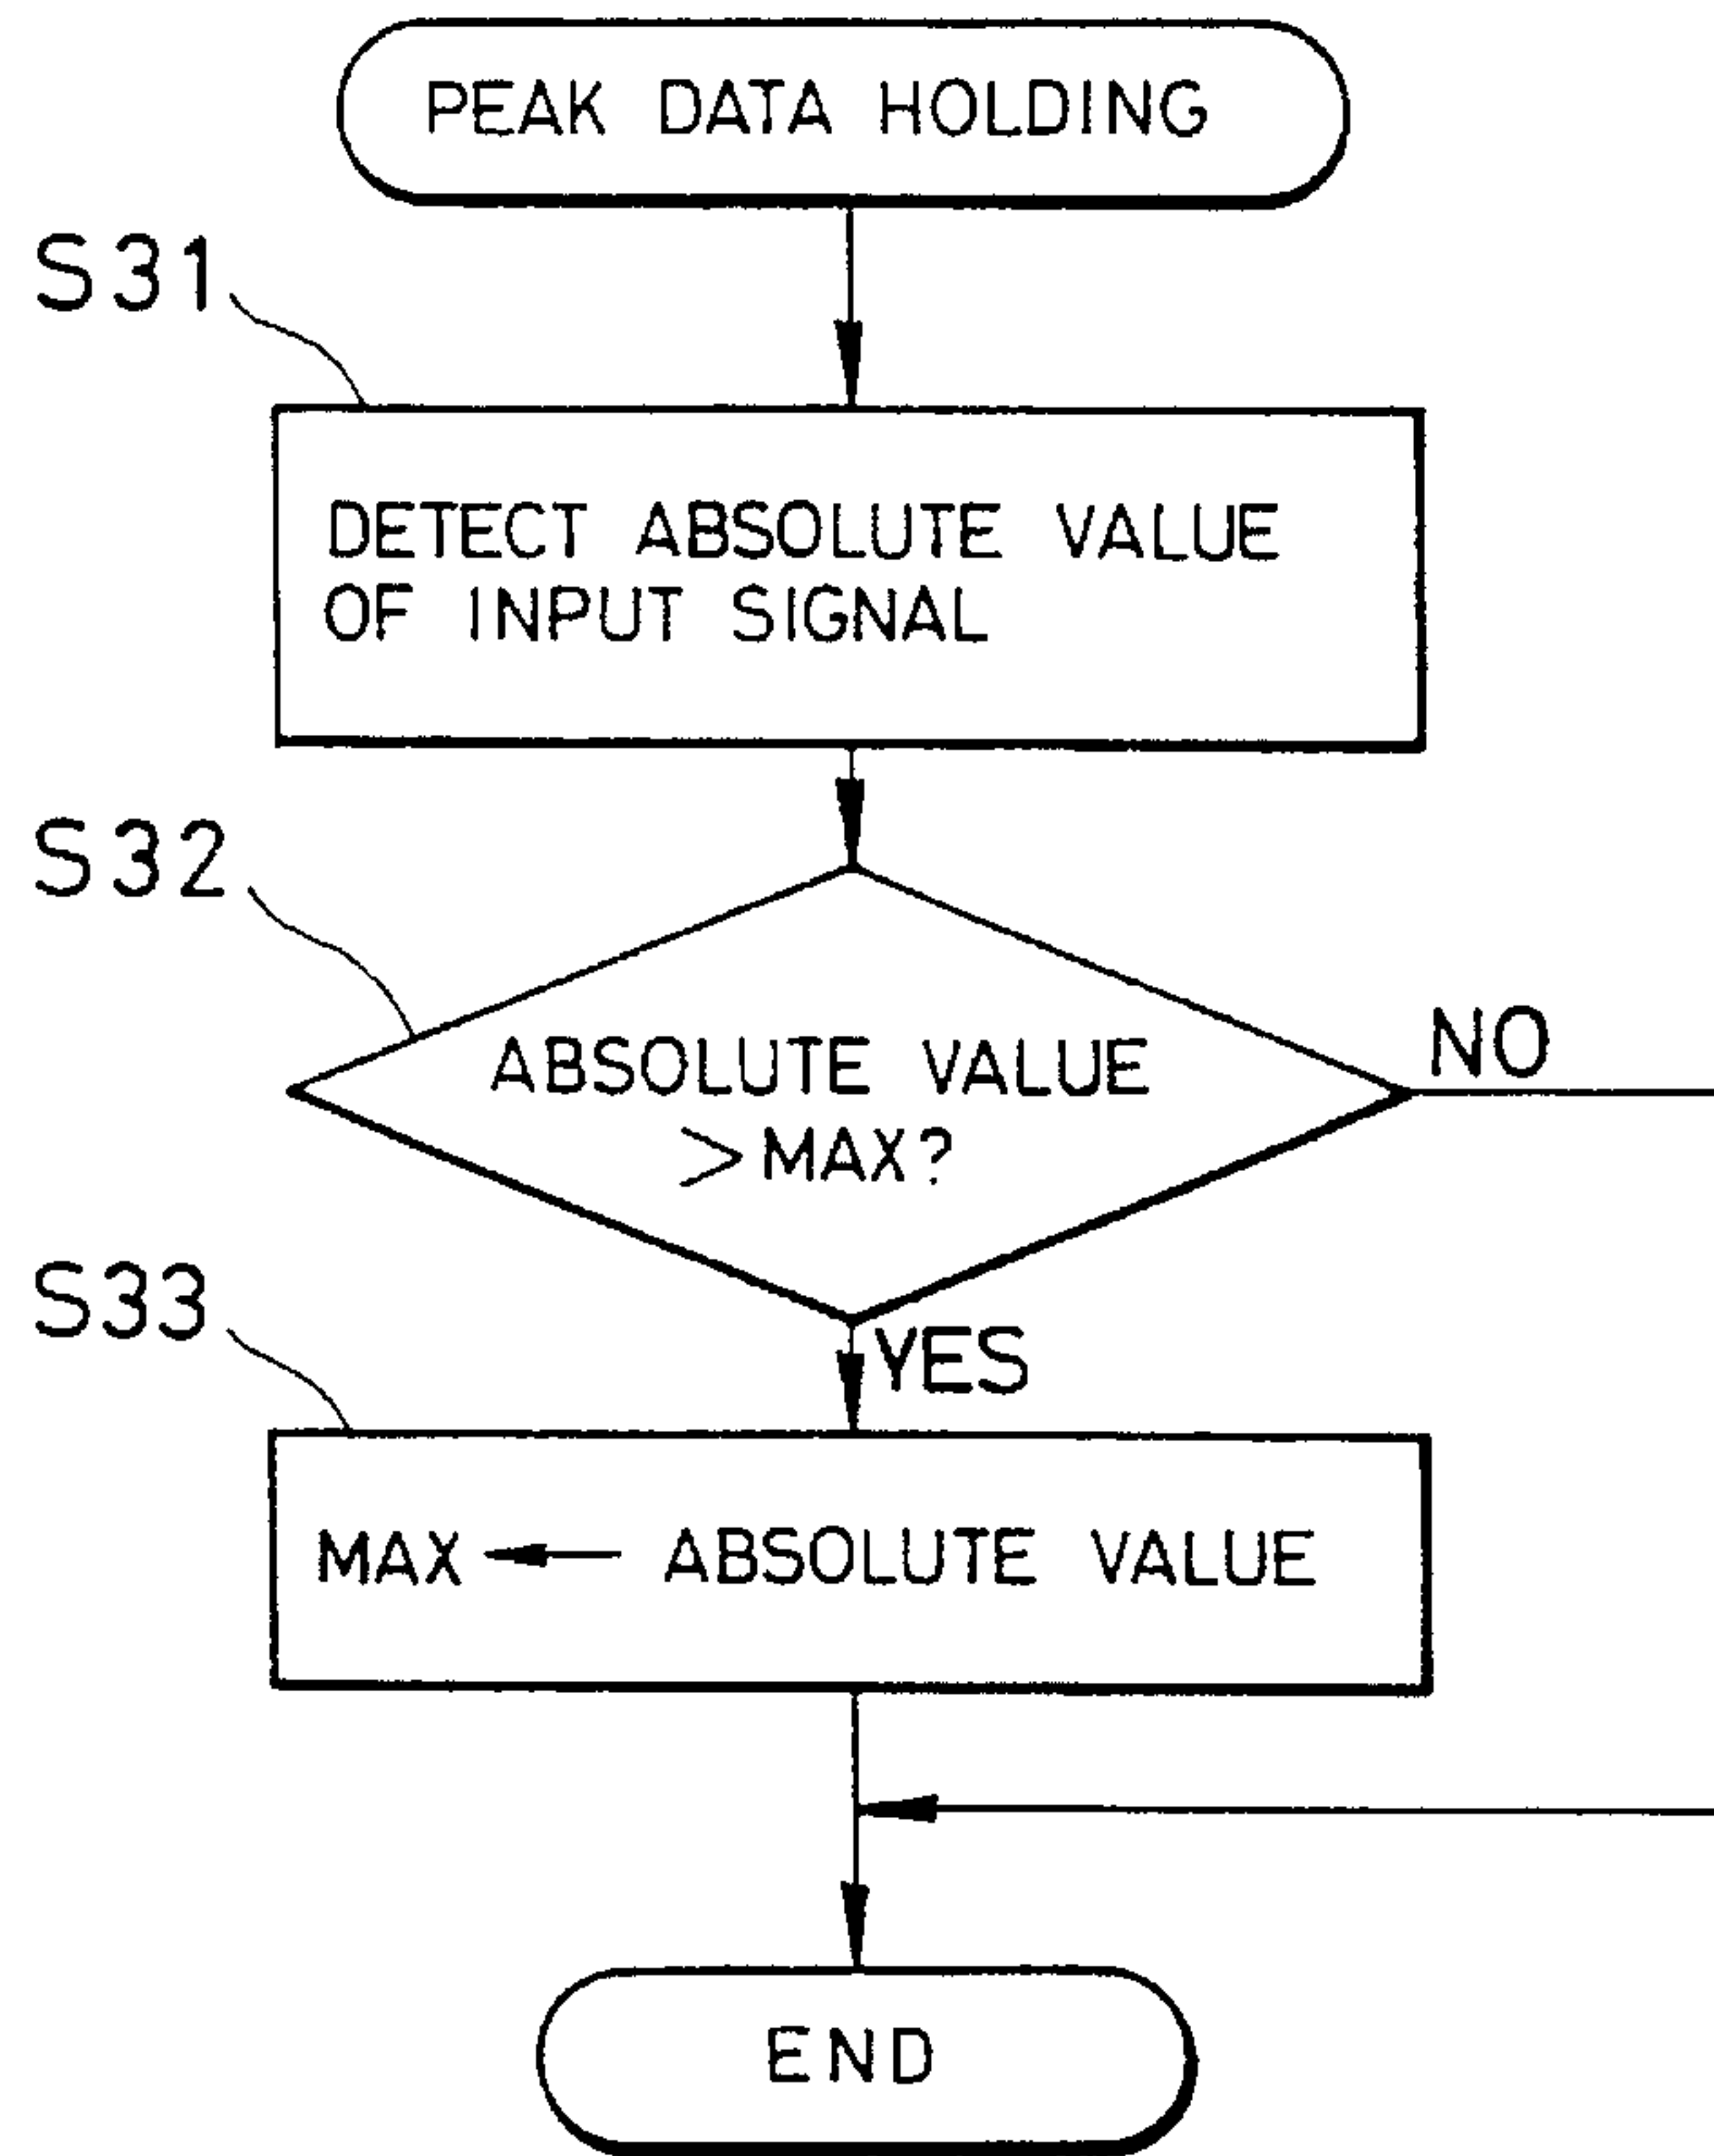 PEAK DATA HOLDING
S31
DETECT ABSOLUTE VALUE
OF INPUT SIGNAL
S32
ABSOLUTE VALUE
>MAX?
NO
YES
S33
MAX ← ABSOLUTE VALUE
END